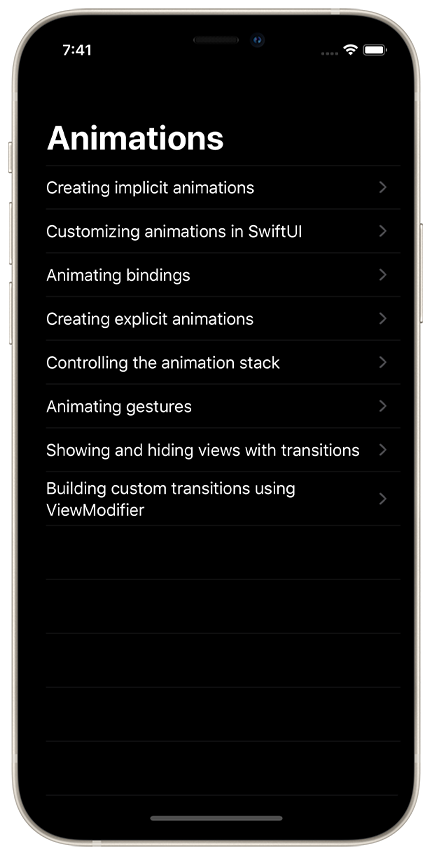 7:41
Animations
Creating implicit animations
Customizing animations in SwiftUI
Animating bindings
Creating explicit animations
Controlling the animation stack
Animating gestures
Showing and hiding views with transitions
Building custom transitions using
ViewModifier